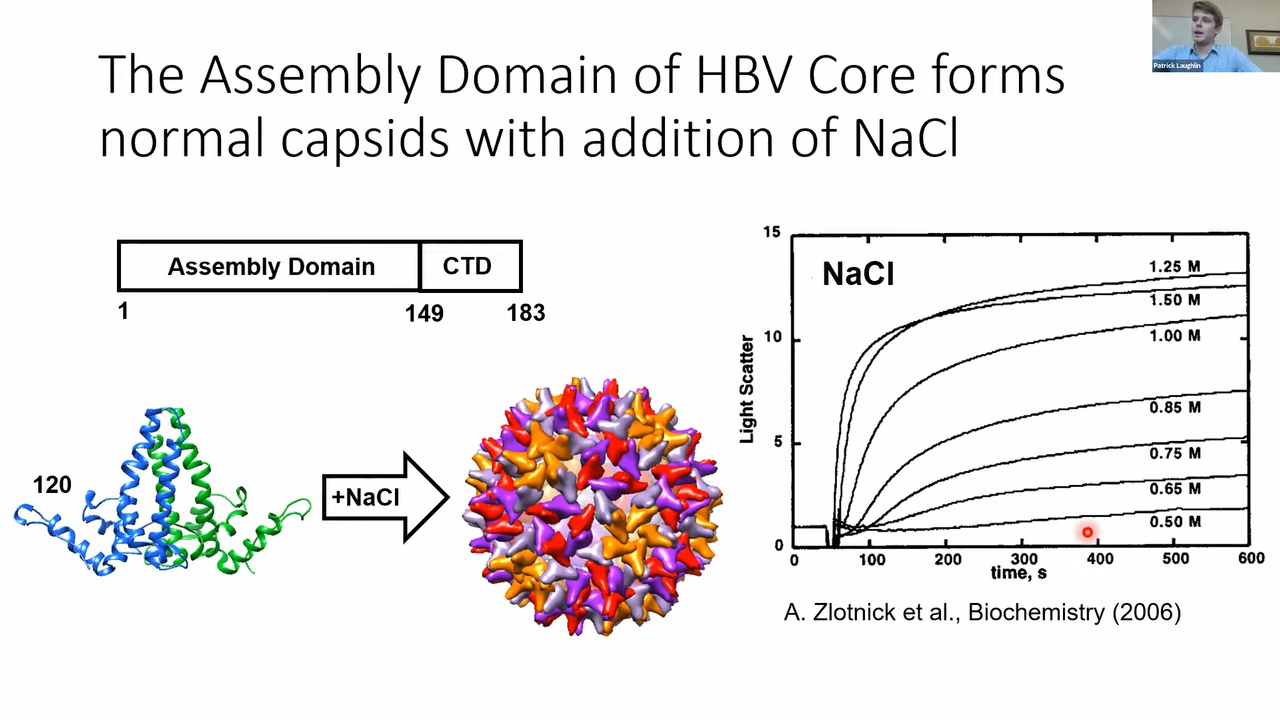 Patrick Laughlin
The Assembly Domain of HBV Core forms
normal capsids with addition of NaCl
Assembly Domain
CTD
1
149
183
120
+NaCl
NaCl
15
10
5
0
Light Scatter
1.25 M
1.50 M
1.00 M
0.85 M
0.75 M
0.65 M
0.50 M
0
100
200
300
400
500
600
time, s
A. Zlotnick et al., Biochemistry (2006)